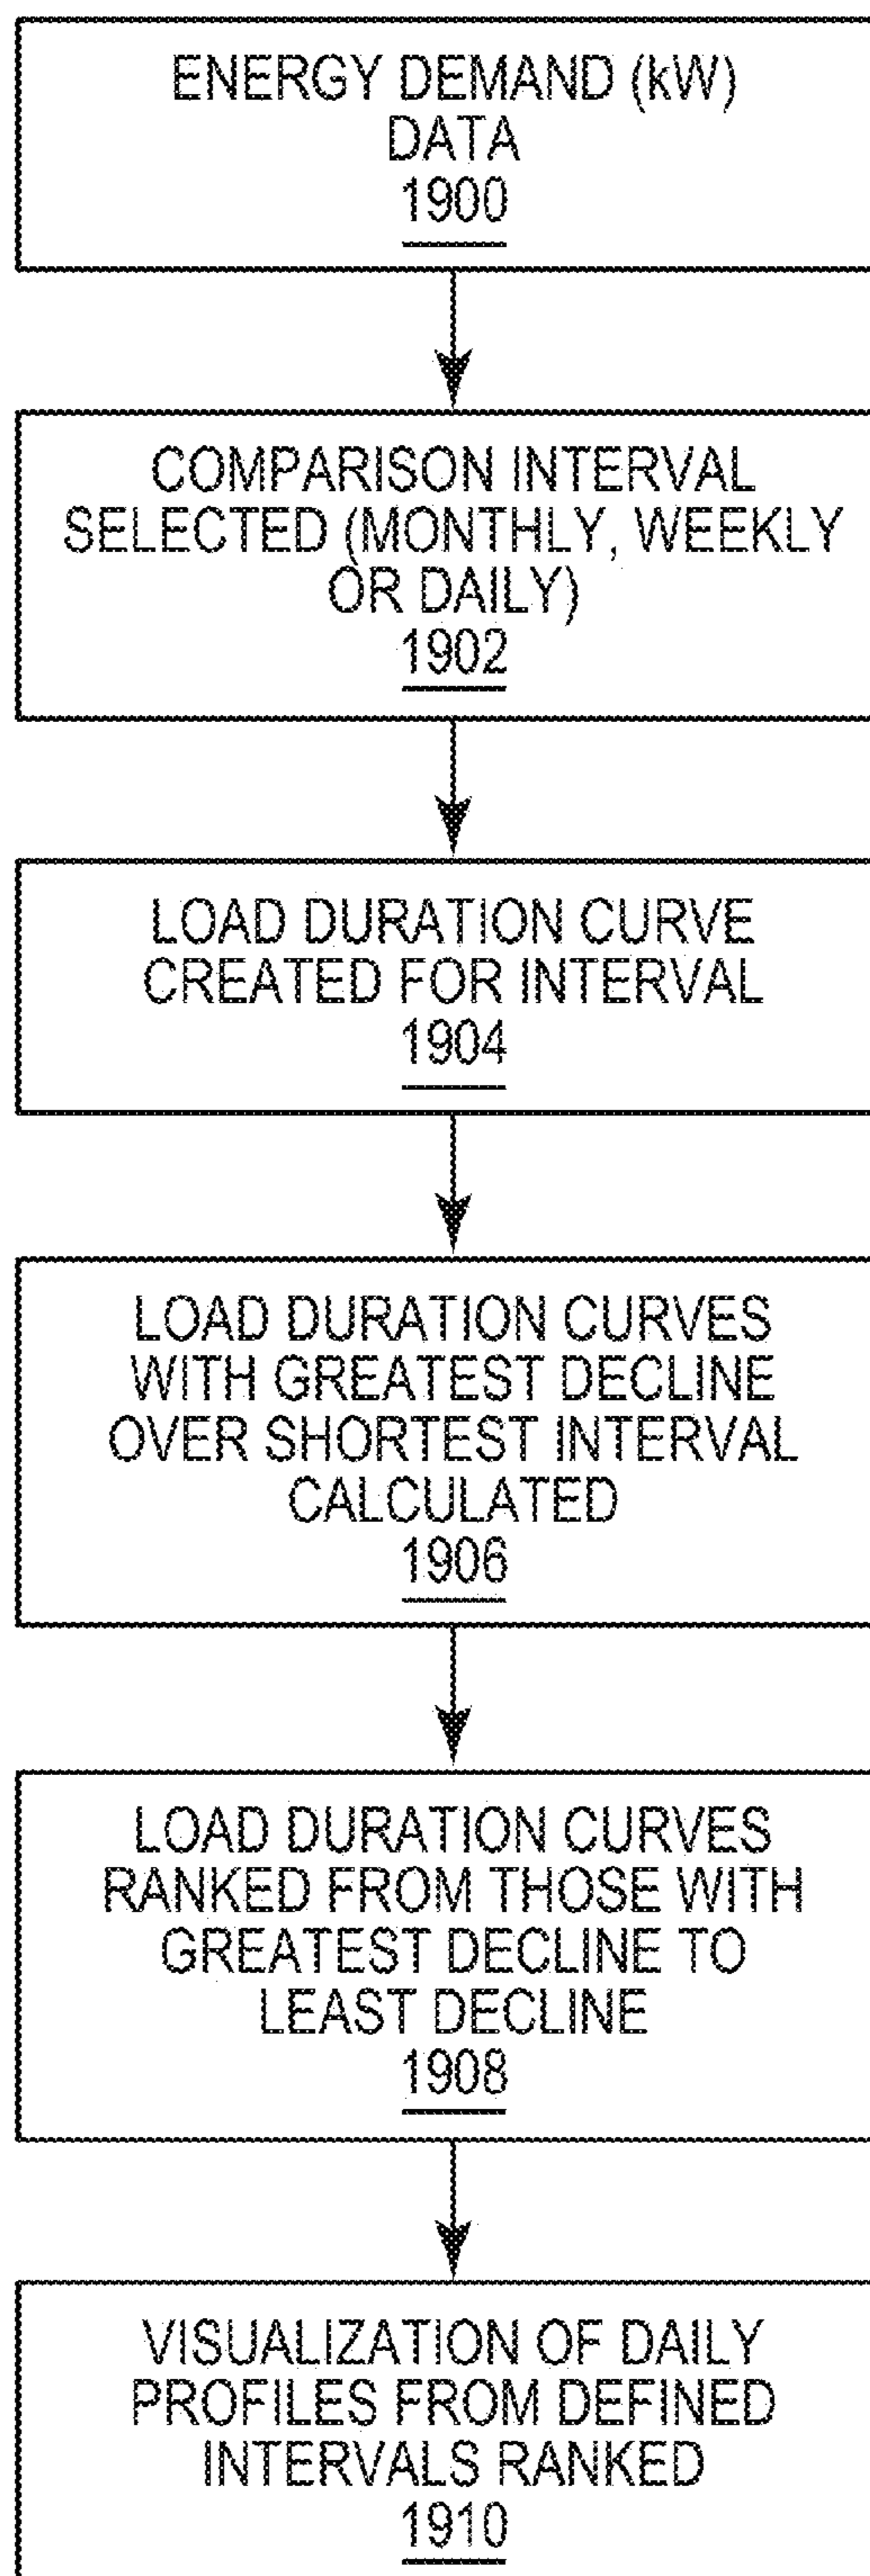 ENERGY DEMAND (kW)
DATA
1900
COMPARISON INTERVAL
SELECTED (MONTHLY, WEEKLY
OR DAILY)
1902
LOAD DURATION CURVE
CREATED FOR INTERVAL
1904
LOAD DURATION CURVES
WITH GREATEST DECLINE
OVER SHORTEST INTERVAL
CALCULATED
1906
LOAD DURATION CURVES
RANKED FROM THOSE WITH
GREATEST DECLINE TO
LEAST DECLINE
1908
VISUALIZATION OF DAILY
PROFILES FROM DEFINED
INTERVALS RANKED
1910